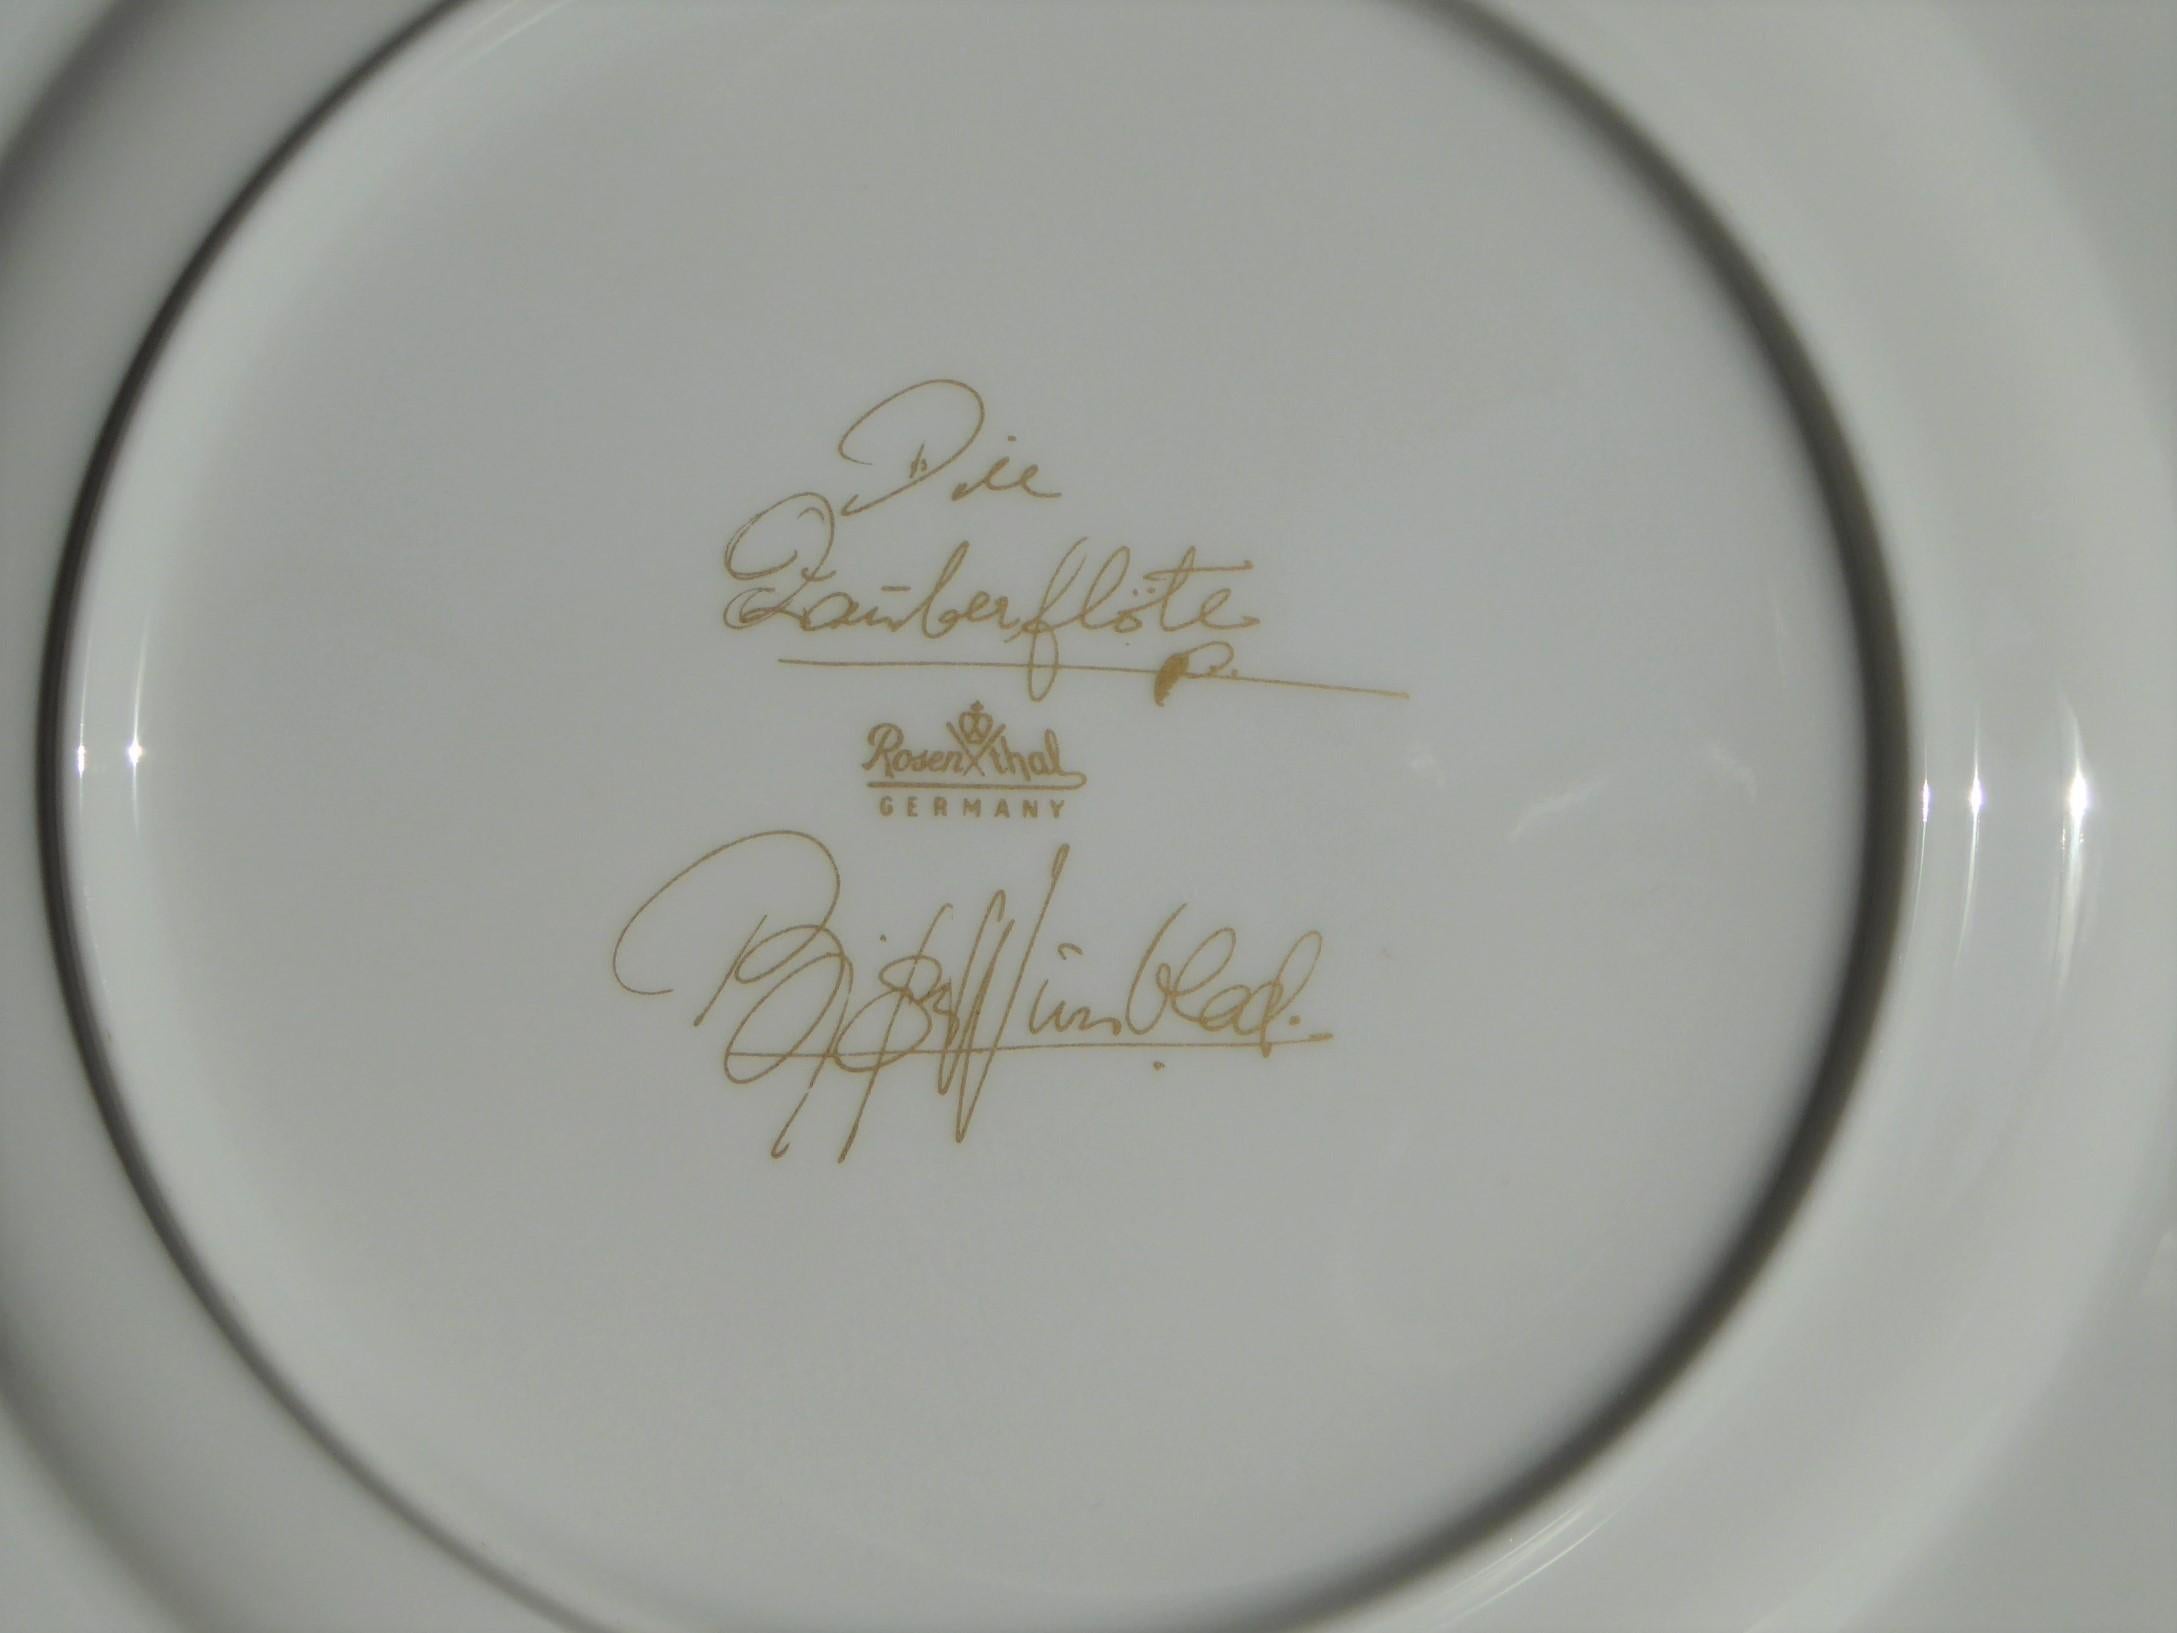 Die
Zauberflöte
Rosenthal
GERMANY
Bjørn Wiinblad.